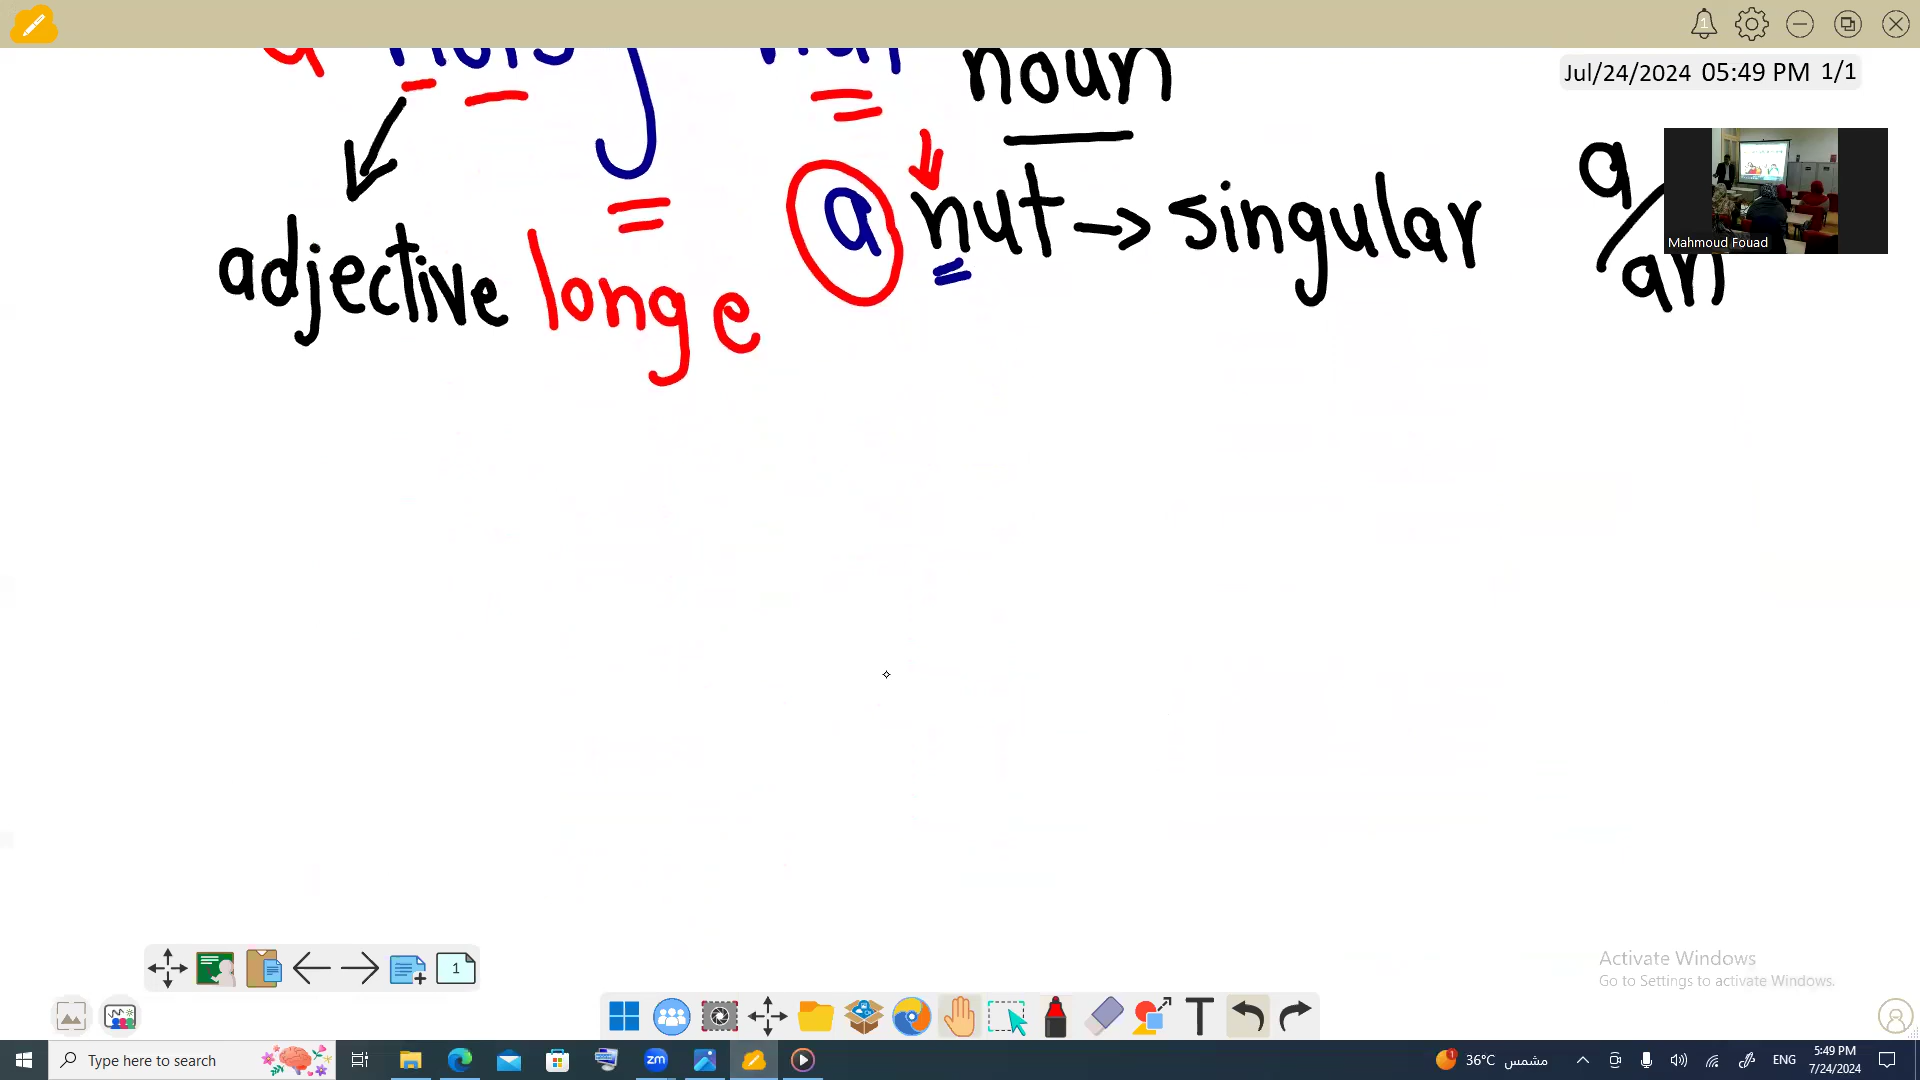 Jul/24/2024 05:49 PM 1/1
noun
a nut → singular
a/an
Mahmoud Fouad
adjective long e
1
Activate Windows
Go to Settings to activate Windows.
T
Type here to search
zm
36°C مشمس
ENG
5:49 PM
7/24/2024